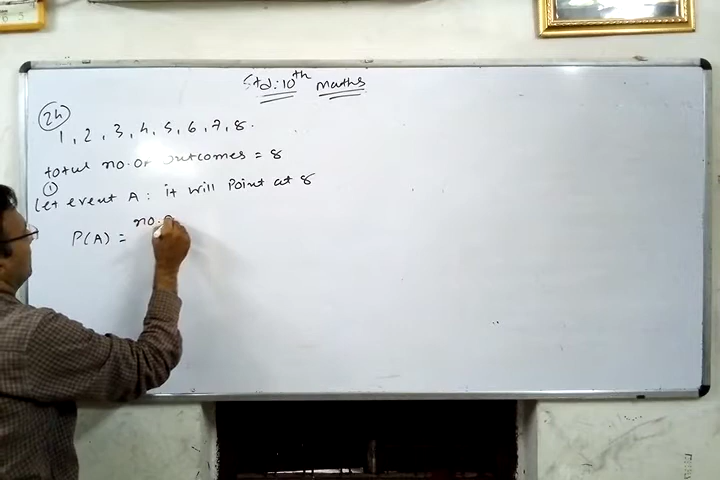 Std:10th maths
24
1, 2, 3, 4, 5, 6, 7, 8.
total no. of outcomes = 8
1
Let event A: it will Point at 8
P(A) = no.